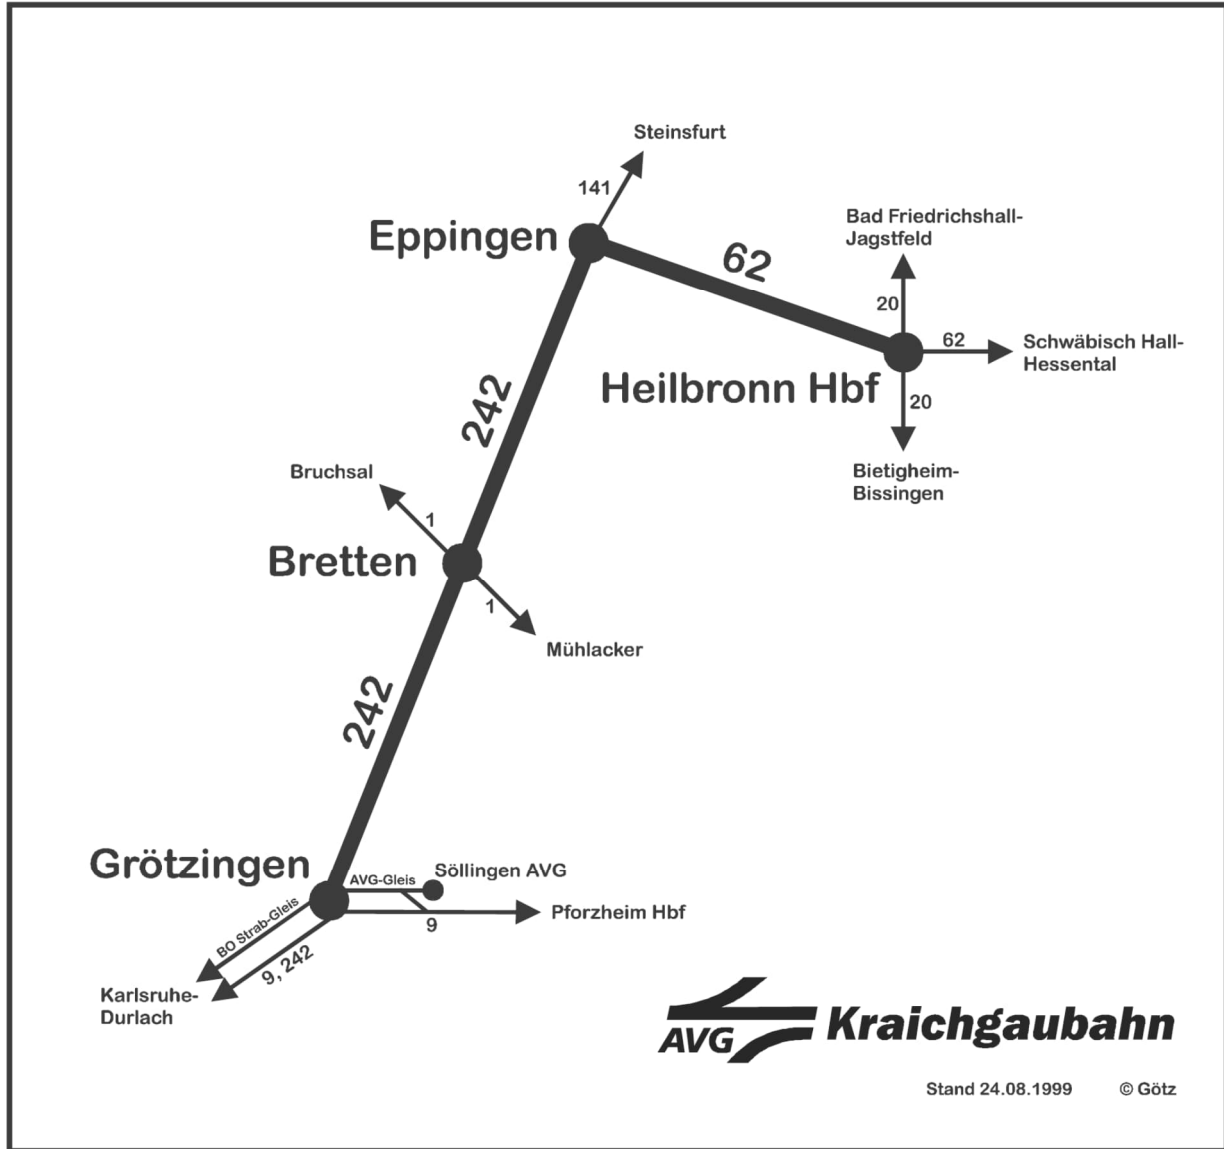 Steinsfurt
141
Eppingen
62
Bad Friedrichshall-
Jagstfeld
20
62
Schwäbisch Hall-
Hessental
Heilbronn Hbf
20
Bietigheim-
Bissingen
242
Bruchsal
1
Bretten
1
Mühlacker
242
Grötzingen
AVG-Gleis
Söllingen AVG
9
Pforzheim Hbf
BO Strab-Gleis
9, 242
Karlsruhe-
Durlach
AVG
Kraichgaubahn
Stand 24.08.1999
© Götz